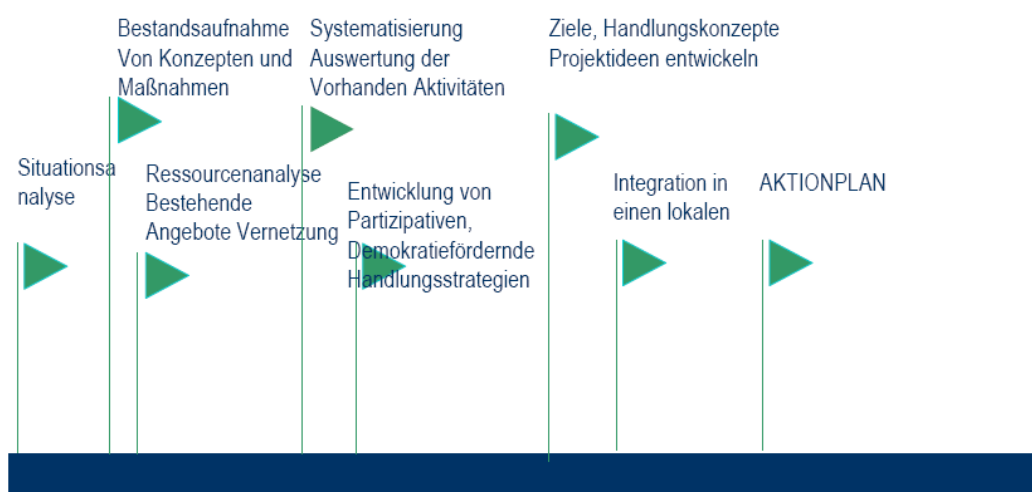 Situationsa
nalyse
Bestandsaufnahme
Von Konzepten und
Maßnahmen
Ressourcenanalyse
Bestehende
Angebote Vernetzung
Systematisierung
Auswertung der
Vorhanden Aktivitäten
Entwicklung von
Partizipativen,
Demokratiefördernde
Handlungsstrategien
Ziele, Handlungskonzepte
Projektideen entwickeln
Integration in
einen lokalen
AKTIONPLAN